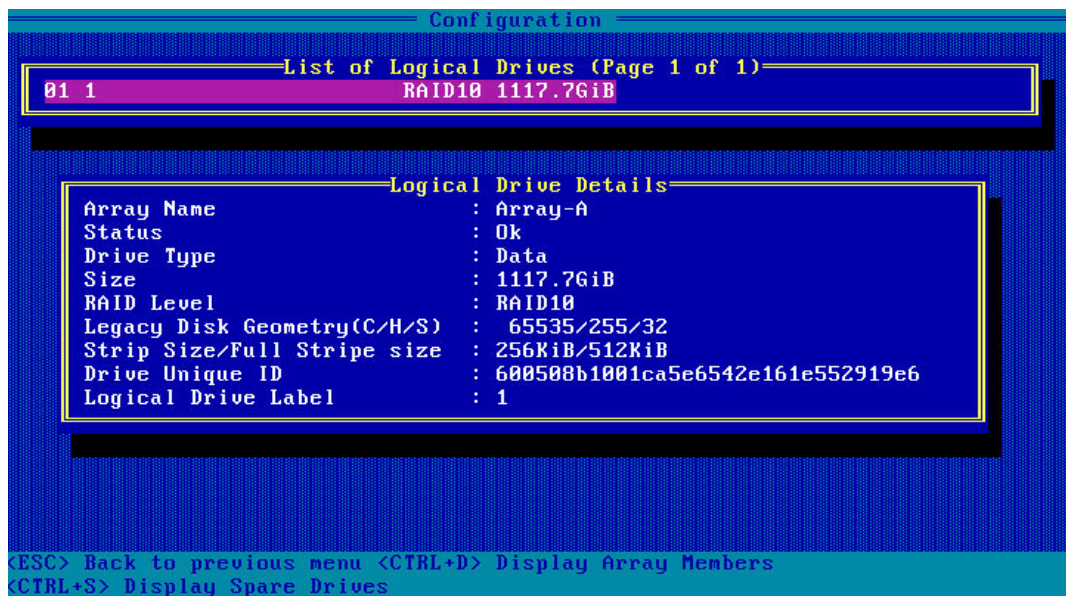 Configuration
List of Logical Drives (Page 1 of 1)
01 1 RAID10 1117.7GiB
Logical Drive Details
Array Name : Array-A
Status : Ok
Drive Type : Data
Size : 1117.7GiB
RAID Level : RAID10
Legacy Disk Geometry(C/H/S) : 65535/255/32
Strip Size/Full Stripe size : 256KiB/512KiB
Drive Unique ID : 600508b1001ca5e6542e161e552919e6
Logical Drive Label : 1
<ESC> Back to previous menu <CTRL+D> Display Array Members
<CTRL+S> Display Spare Drives